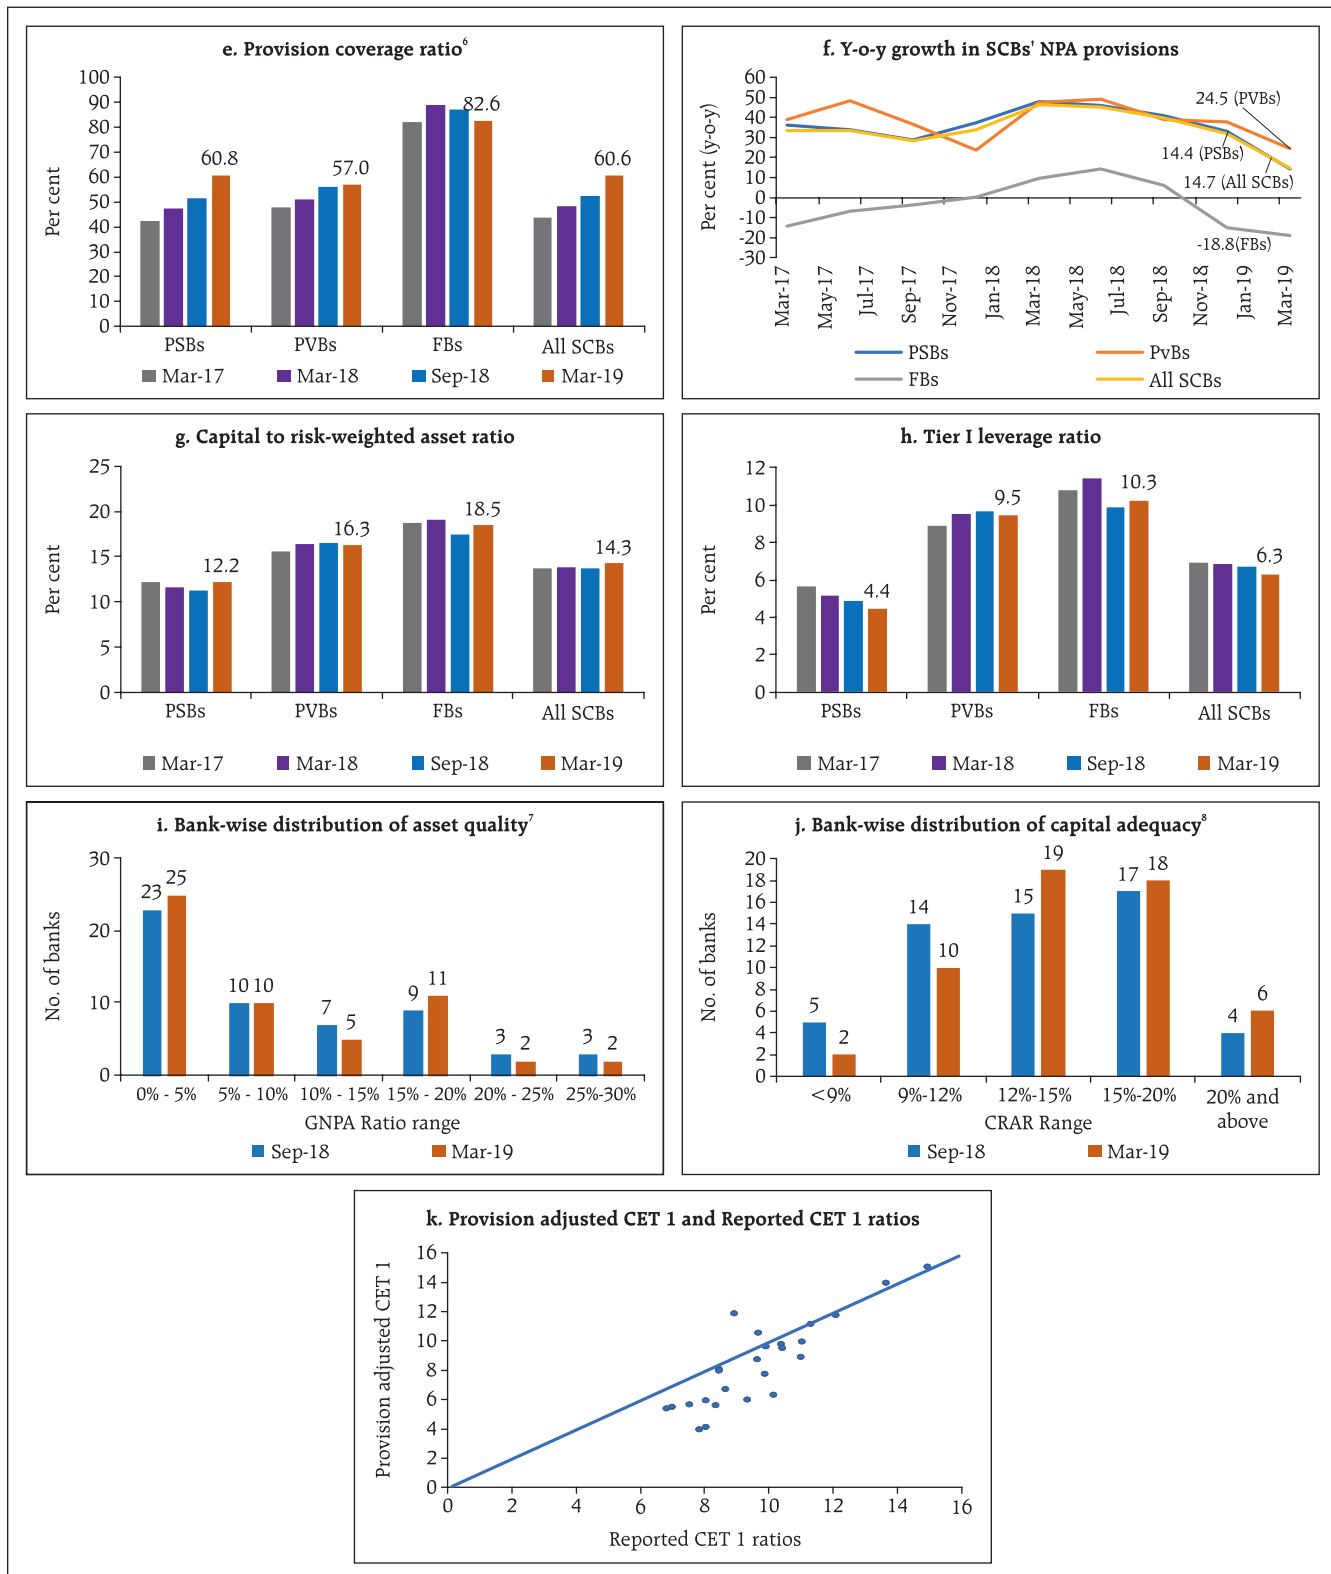 e. Provision coverage ratio6
Per cent
100
90
80
70
60
50
40
30
20
10
0
60.8
57.0
82.6
60.6
PSBs PVBs FBs All SCBs
Mar-17 Mar-18 Sep-18 Mar-19
f. Y-o-y growth in SCBs' NPA provisions
Per cent (y-o-y)
60
50
40
30
20
10
0
-10
-20
-30
24.5 (PVBs)
14.4 (PSBs)
14.7 (All SCBs)
-18.8(FBs)
Mar-17
May-17
Jul-17
Sep-17
Nov-17
Jan-18
Mar-18
May-18
Jul-18
Sep-18
Nov-18
Jan-19
Mar-19
PSBs PvBs
FBs All SCBs
g. Capital to risk-weighted asset ratio
Per cent
25
20
15
10
5
0
12.2
16.3
18.5
14.3
PSBs PVBs FBs All SCBs
Mar-17 Mar-18 Sep-18 Mar-19
h. Tier I leverage ratio
Per cent
12
10
8
6
4
2
0
4.4
9.5
10.3
6.3
PSBs PVBs FBs All SCBs
Mar-17 Mar-18 Sep-18 Mar-19
i. Bank-wise distribution of asset quality7
No. of banks
30
20
10
0
23 25
10 10
7 5
9 11
3 2
3 2
0% - 5% 5% - 10% 10% - 15% 15% - 20% 20% - 25% 25%-30%
GNPA Ratio range
Sep-18 Mar-19
j. Bank-wise distribution of capital adequacy8
No. of banks
20
18
16
14
12
10
8
6
4
2
0
5 2
14 10
15 19
17 18
4 6
<9% 9%-12% 12%-15% 15%-20% 20% and
above
CRAR Range
Sep-18 Mar-19
k. Provision adjusted CET 1 and Reported CET 1 ratios
Provision adjusted CET 1
16
14
12
10
8
6
4
2
0
0 2 4 6 8 10 12 14 16
Reported CET 1 ratios